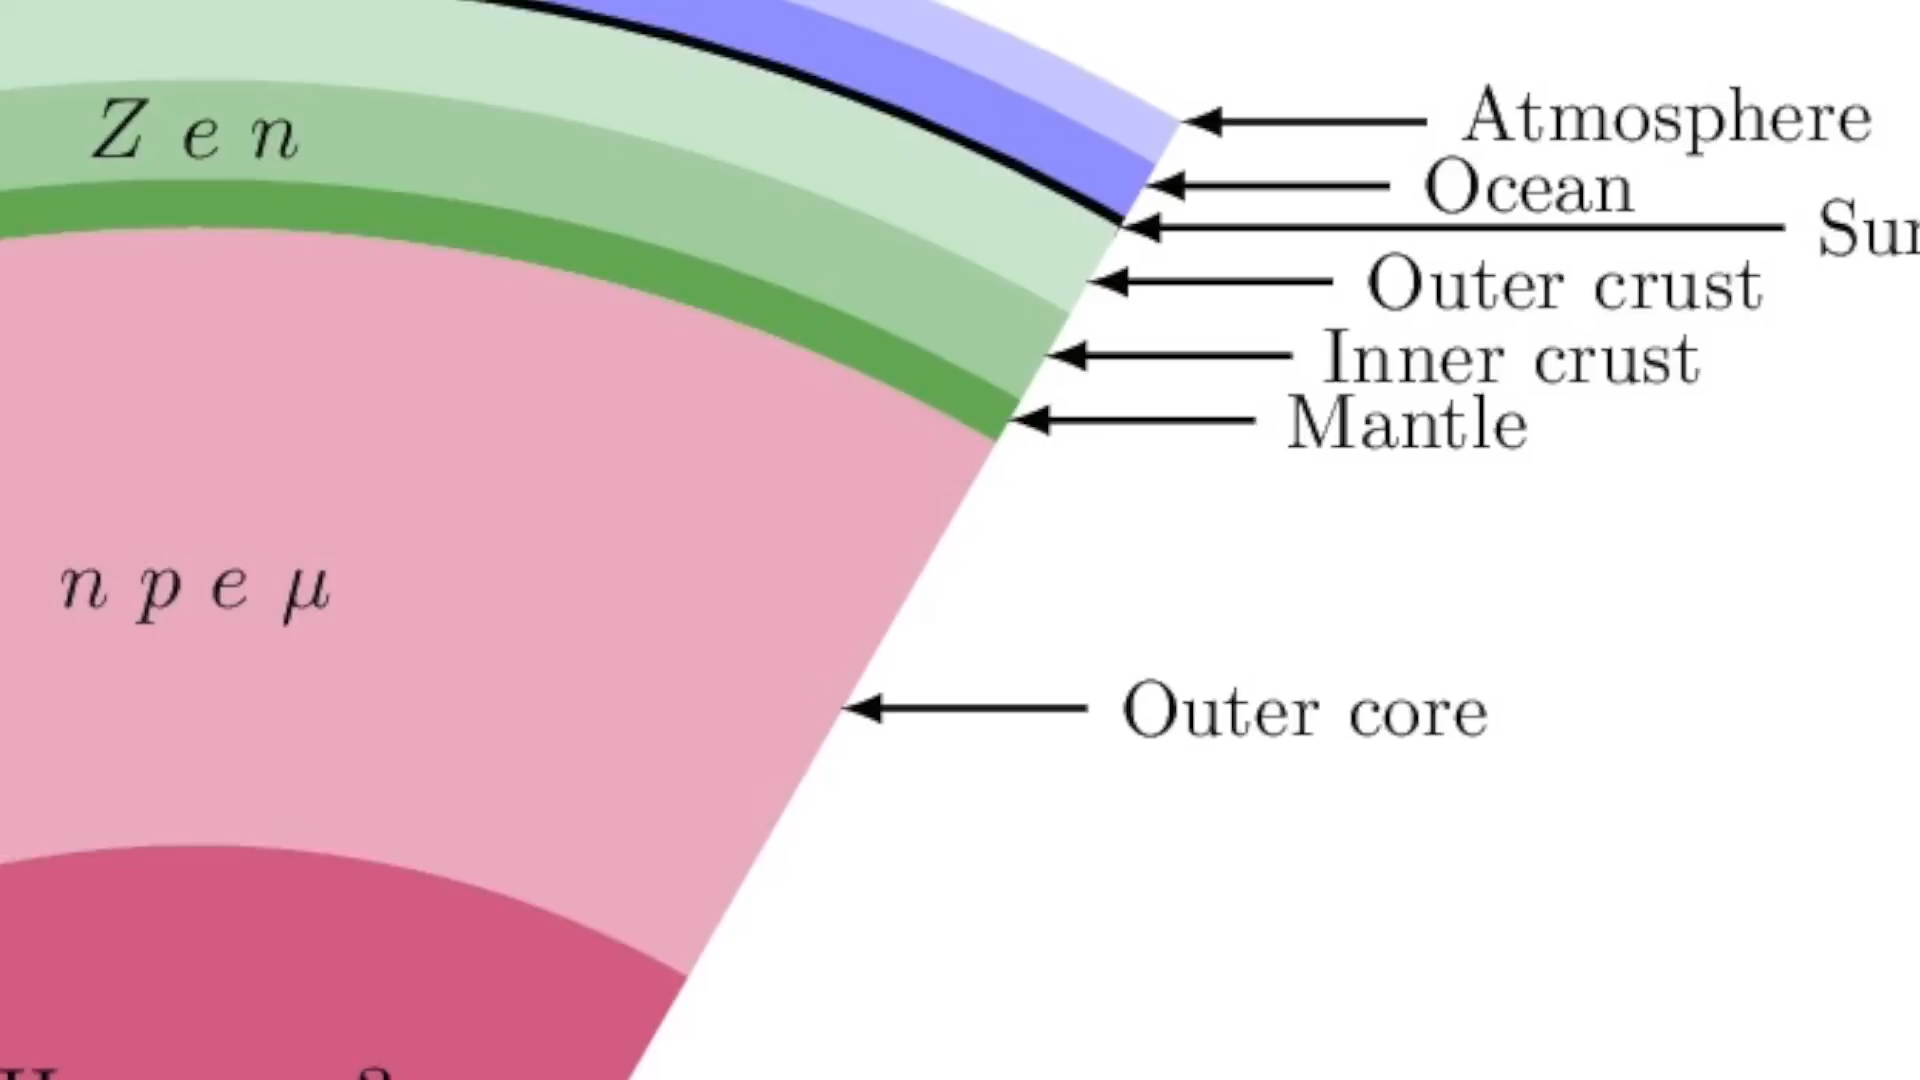 Atmosphere
Z e n
Ocean
Outer crust
Inner crust
Mantle
n p e μ
Outer core